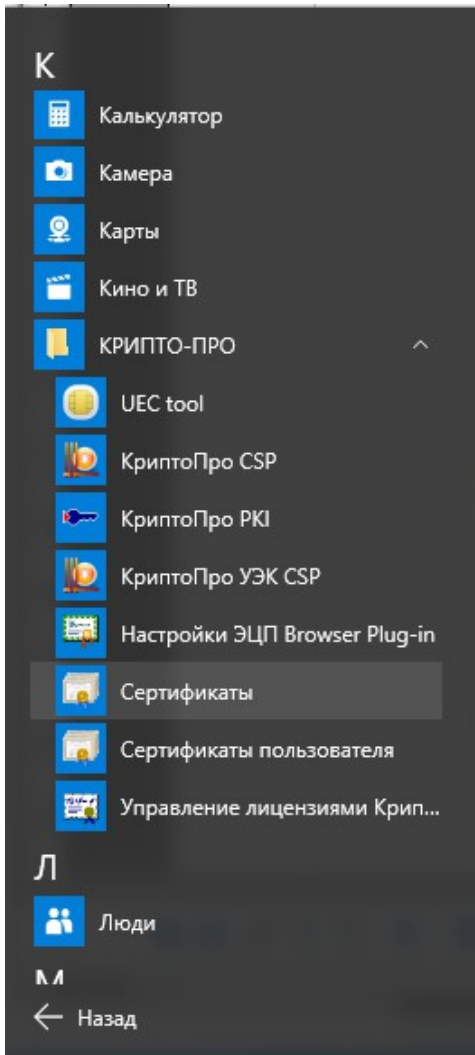 К
Калькулятор
Камера
Карты
Кино и ТВ
КРИПТО-ПРО
UEC tool
КриптоПро CSP
КриптоПро PKI
КриптоПро УЭК CSP
Настройки ЭЦП Browser Plug-in
Сертификаты
Сертификаты пользователя
Управление лицензиями Крип...
Л
Люди
М
Назад